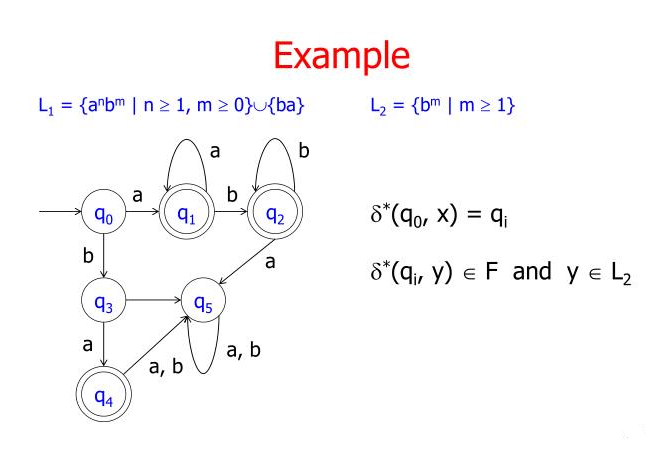 Example
L₁ = {aⁿbᵐ | n ≥ 1, m ≥ 0}∪{ba}
L₂ = {bᵐ | m ≥ 1}
a
b
q₀
a
q₁
b
q₂
δ*(q₀, x) = qᵢ
b
a
δ*(qᵢ, y) ∈ F and y ∈ L₂
q₃
q₅
a
a, b
a, b
q₄